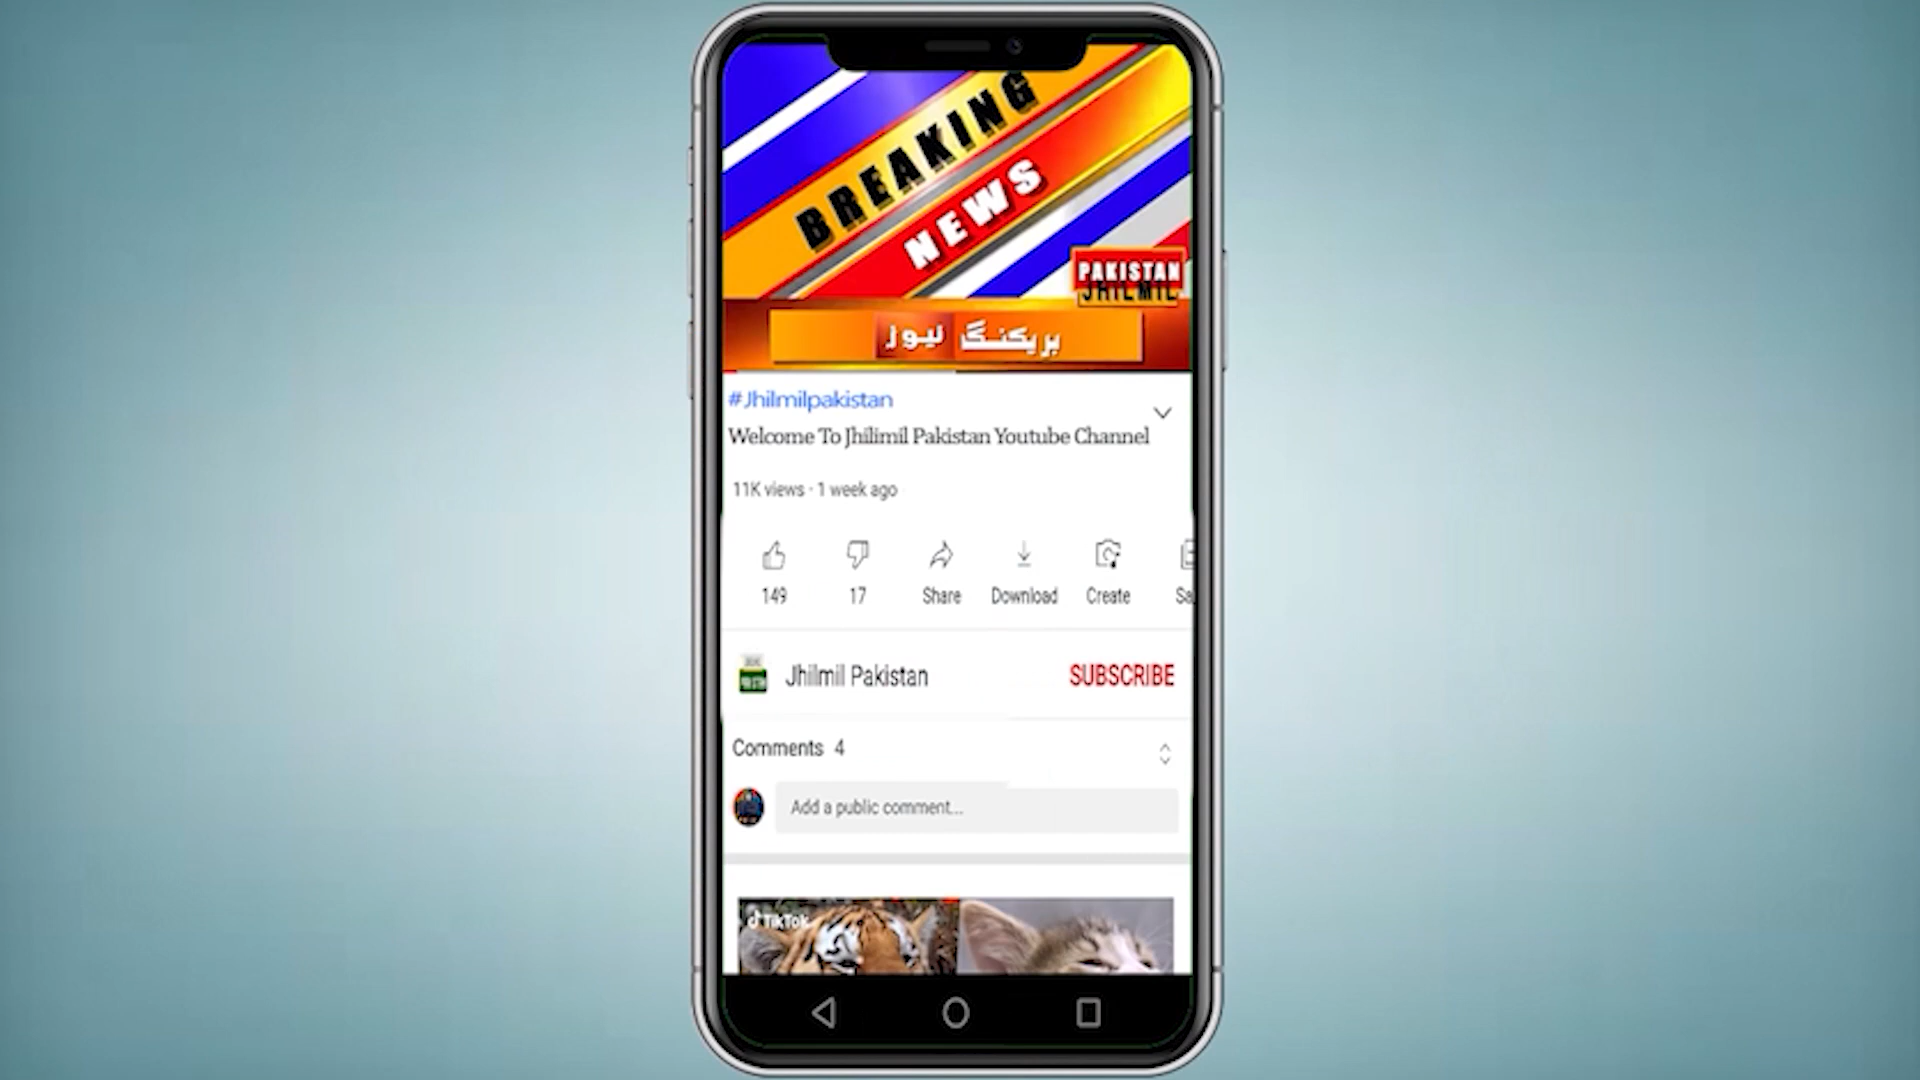 BREAKING
NEWS
PAKISTAN
JHILMIL
بریکنگ نیوز
#Jhilmilpakistan
Welcome To Jhilimil Pakistan Youtube Channel
11K views · 1 week ago
149
17
Share
Download
Create
Sa
Jhilmil Pakistan
SUBSCRIBE
Comments 4
Add a public comment...
TikTok